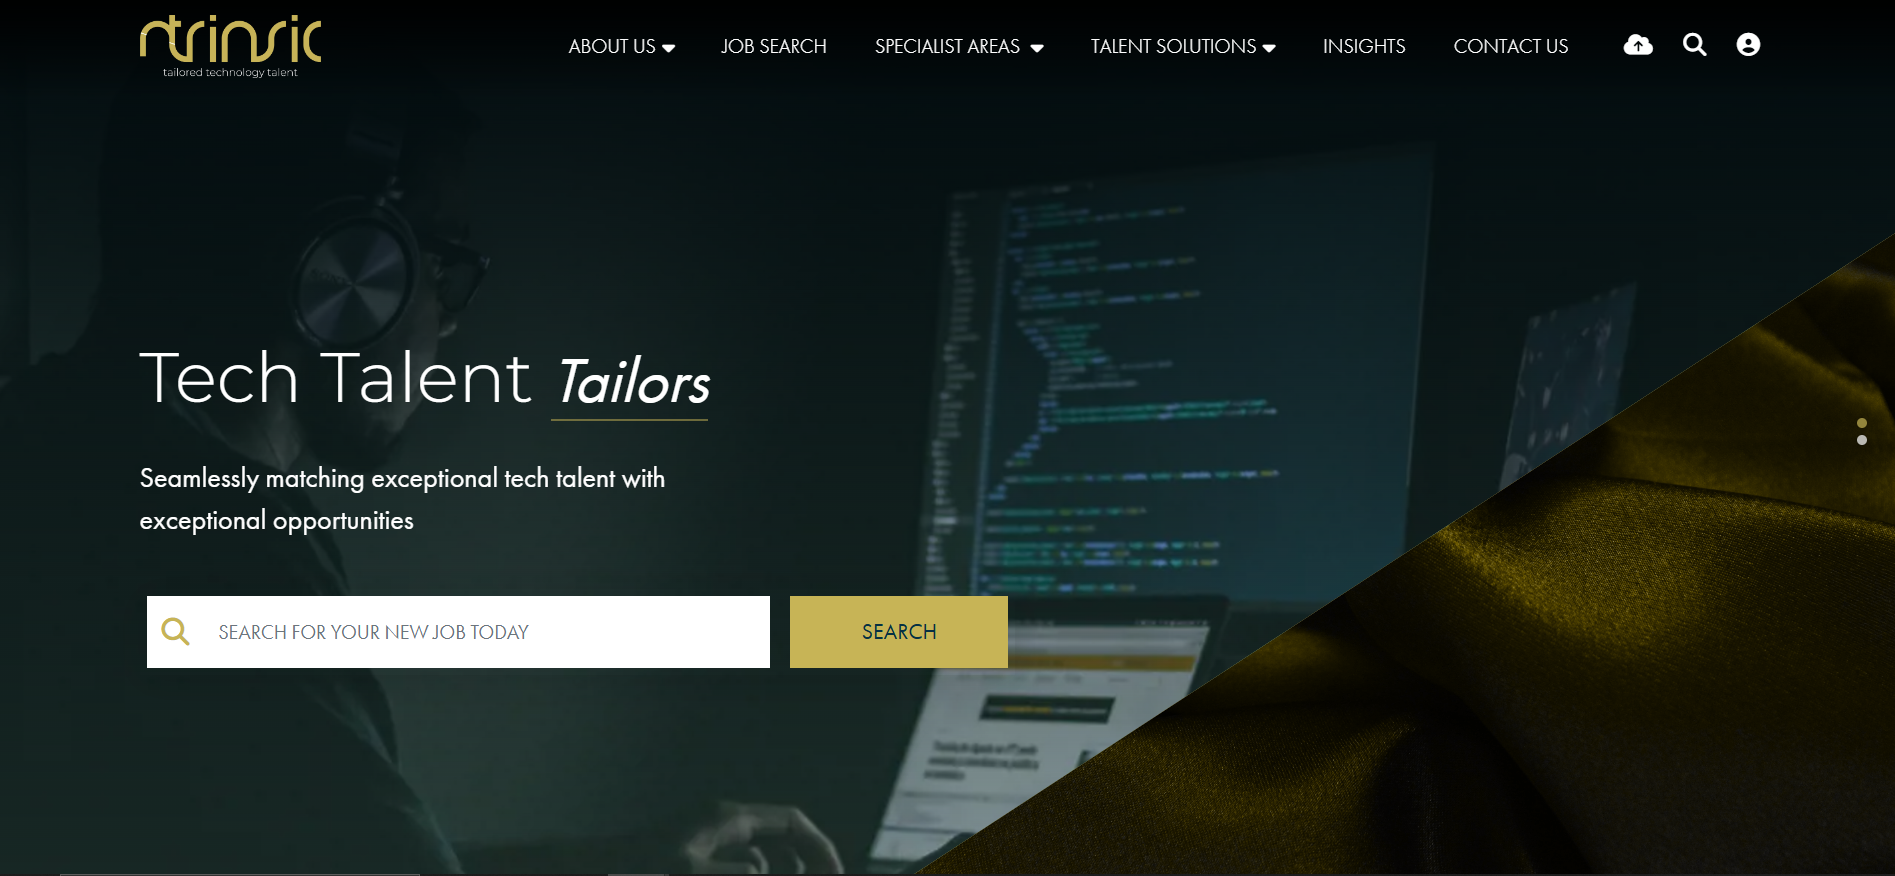 ntrinsic
tailored technology talent
ABOUT US
JOB SEARCH
SPECIALIST AREAS
TALENT SOLUTIONS
INSIGHTS
CONTACT US
Tech Talent Tailors
Seamlessly matching exceptional tech talent with
exceptional opportunities
SEARCH FOR YOUR NEW JOB TODAY
SEARCH